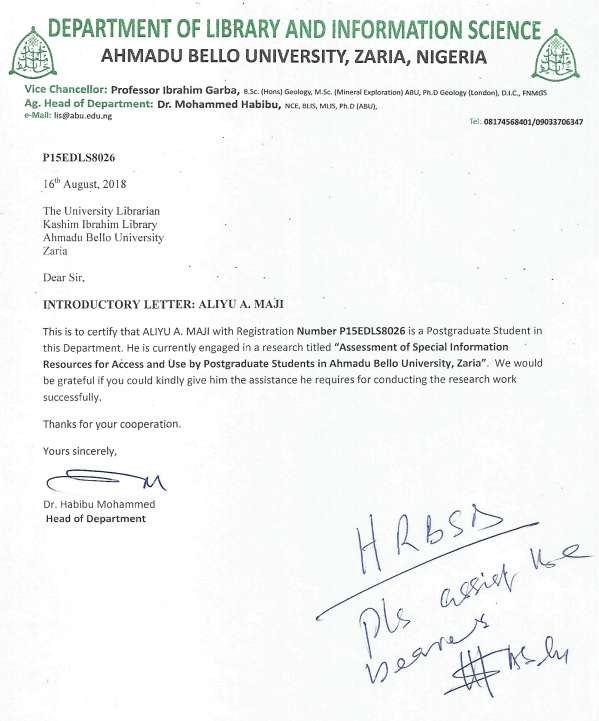 DEPARTMENT OF LIBRARY AND INFORMATION SCIENCE
AHMADU BELLO UNIVERSITY, ZARIA, NIGERIA
Vice Chancellor: Professor Ibrahim Garba, B.Sc. (Hons) Geology, M.Sc. (Mineral Exploration) ABU, Ph.D Geology (London), D.I.C., FNMGS
Ag. Head of Department: Dr. Mohammed Habibu, NCE, BLIS, MLIS, Ph.D (ABU),
e-Mail: lis@abu.edu.ng
Tel: 08174568401/09033706347
P15EDLS8026
16th August, 2018
The University Librarian
Kashim Ibrahim Library
Ahmadu Bello University
Zaria
Dear Sir,
INTRODUCTORY LETTER: ALIYU A. MAJI
This is to certify that ALIYU A. MAJI with Registration Number P15EDLS8026 is a Postgraduate Student in
this Department. He is currently engaged in a research titled “Assessment of Special Information
Resources for Access and Use by Postgraduate Students in Ahmadu Bello University, Zaria”. We would
be grateful if you could kindly give him the assistance he requires for conducting the research work
successfully.
Thanks for your cooperation.
Yours sincerely,
Dr. Habibu Mohammed
Head of Department
HRBSD
pls assist the
bearer